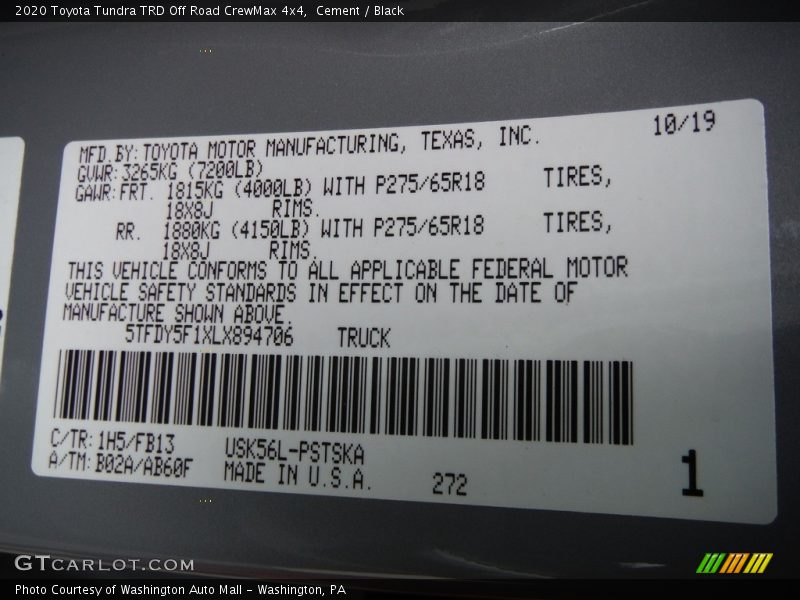 2020 Toyota Tundra TRD Off Road CrewMax 4x4,  Cement / Black
10/19
MFD.BY:TOYOTA MOTOR MANUFACTURING, TEXAS, INC.
GVWR:3265KG (7200LB)
GAWR:FRT. 1815KG (4000LB) WITH P275/65R18 TIRES,
18X8J RIMS.
RR. 1880KG (4150LB) WITH P275/65R18 TIRES,
18X8J RIMS.
THIS VEHICLE CONFORMS TO ALL APPLICABLE FEDERAL MOTOR
VEHICLE SAFETY STANDARDS IN EFFECT ON THE DATE OF
MANUFACTURE SHOWN ABOVE.
5TFDY5F1XLX894706 TRUCK
C/TR:1H5/FB13 USK56L-PSTSKA
A/TM:B02A/AB60F MADE IN U.S.A. 272
1
GTCARLOT.COM
Photo Courtesy of Washington Auto Mall - Washington, PA